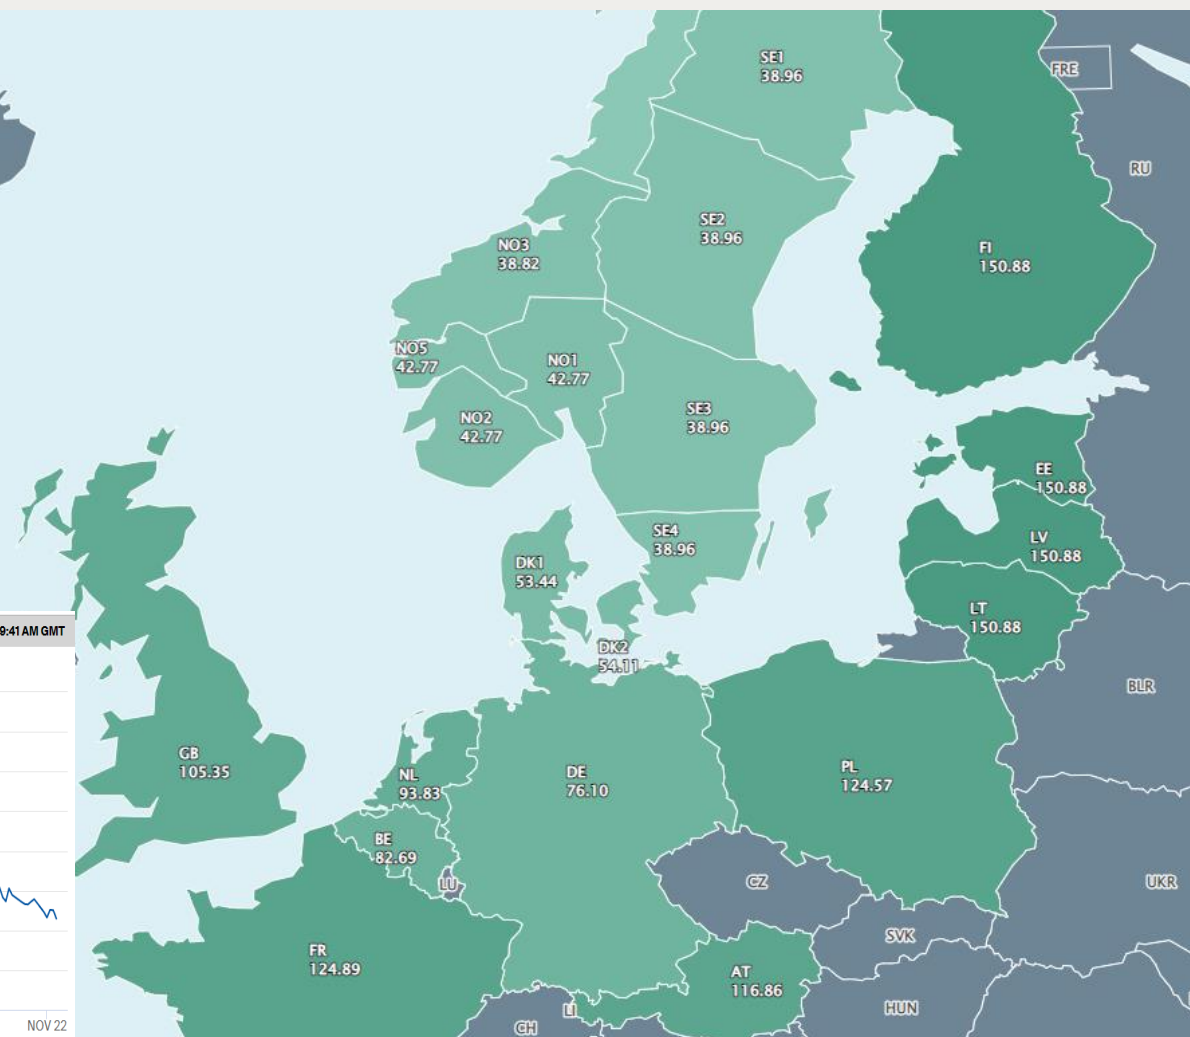 SE1
38.96
FRE
RU
SE2
38.96
NO3
38.82
FI
150.88
NO5
42.77
NO1
42.77
NO2
42.77
SE3
38.96
EE
150.88
SE4
38.96
LV
150.88
DK1
53.44
LT
150.88
9:41 AM GMT
DK2
54.11
BLR
GB
105.35
NL
93.83
DE
76.10
PL
124.57
BE
82.69
LU
CZ
UKR
FR
124.89
SVK
AT
116.86
LI
HUN
CH
NOV 22